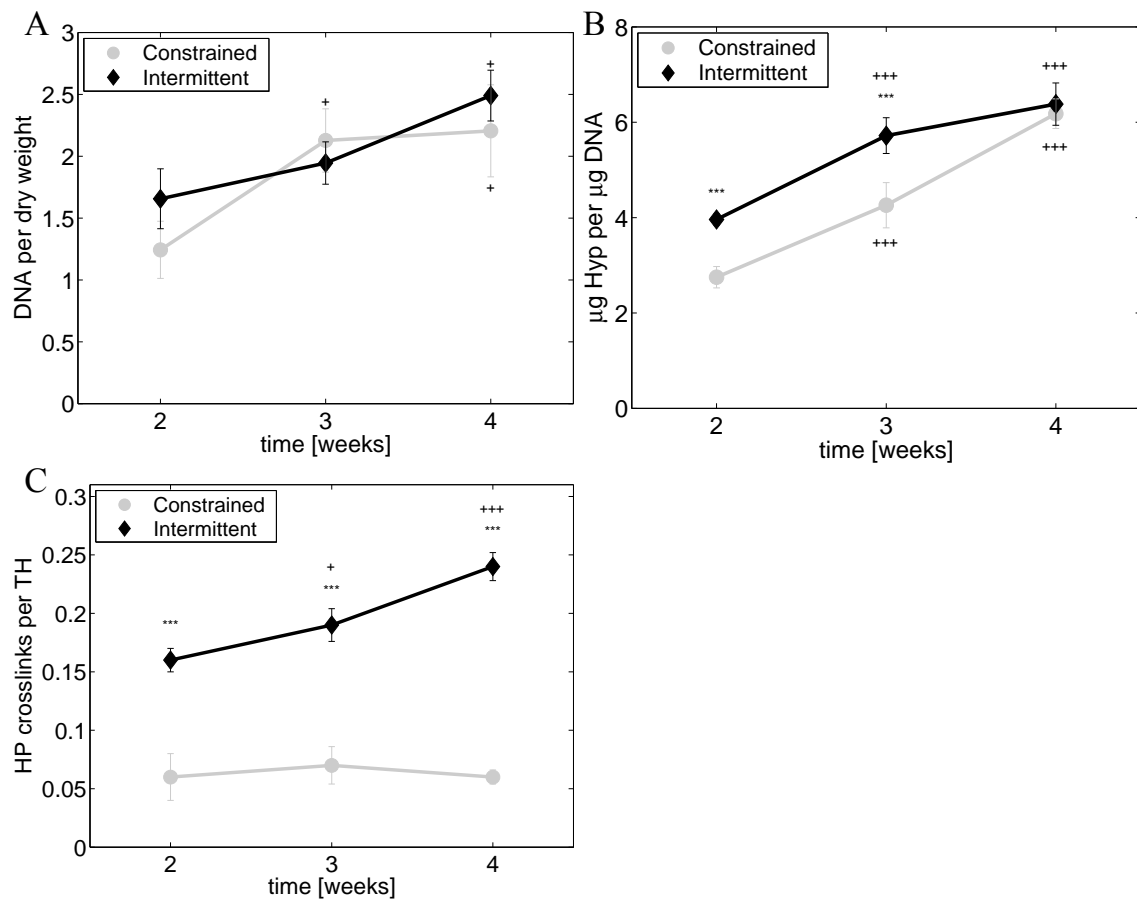 A
3
2.5
2
1.5
1
0.5
0
DNA per dry weight
Constrained
Intermittent
+
+
+
2
3
4
time [weeks]
B
8
6
4
2
0
µg Hyp per µg DNA
Constrained
Intermittent
***
+++
***
+++
+++
+++
2
3
4
time [weeks]
C
0.3
0.25
0.2
0.15
0.1
0.05
0
HP crosslinks per TH
Constrained
Intermittent
***
+
***
+++
***
2
3
4
time [weeks]